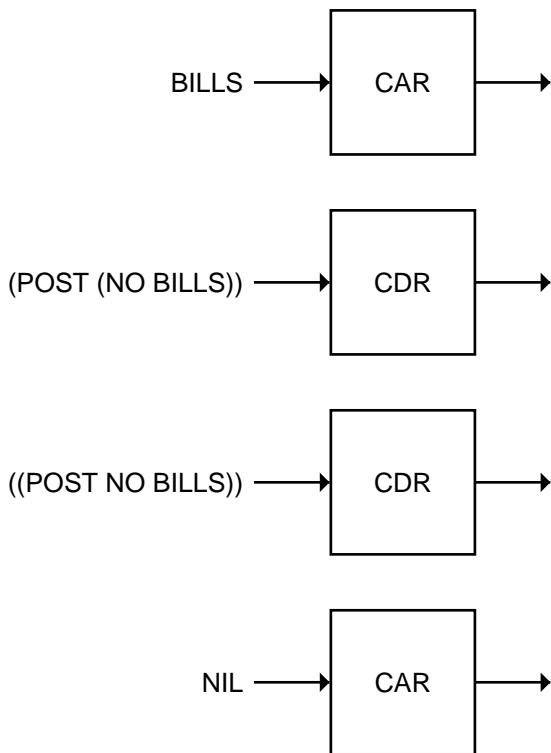 BILLS CAR
(POST (NO BILLS)) CDR
((POST NO BILLS)) CDR
NIL CAR